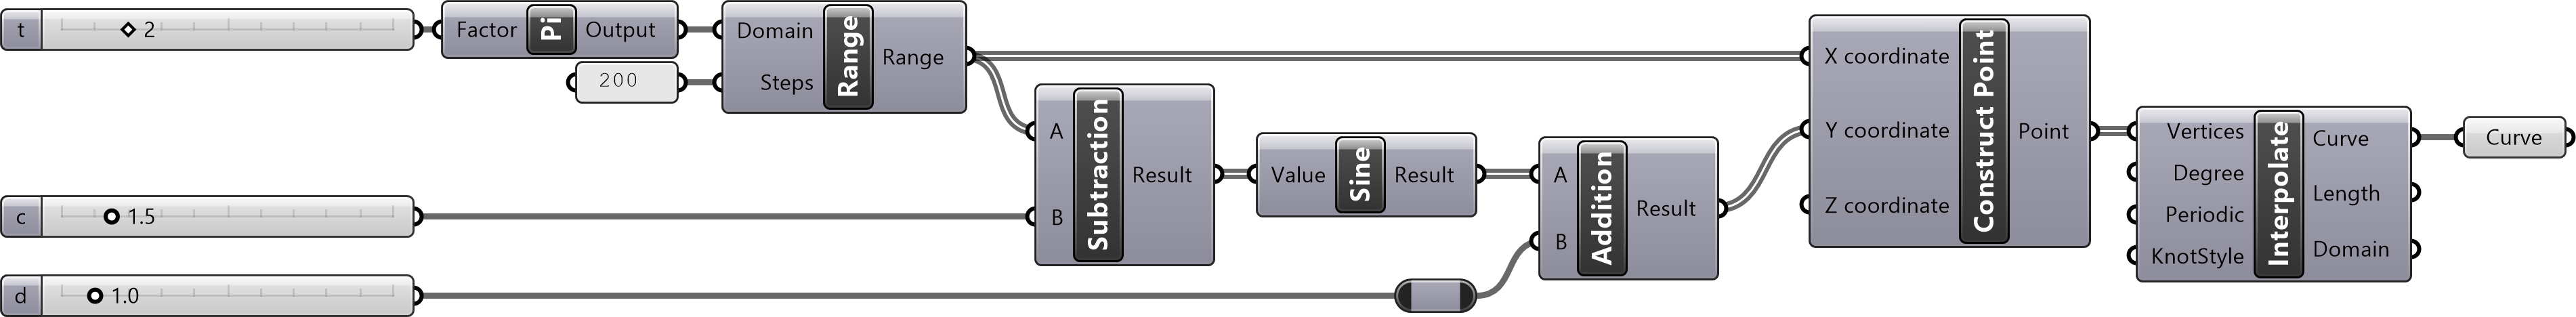 t 2
Factor Pi Output
200
Domain
Steps
Range
Range
c 1.5
d 1.0
A
B
Subtraction
Result
Value Sine Result
A
B
Addition
Result
X coordinate
Y coordinate
Z coordinate
Construct Point
Point
Vertices
Degree
Periodic
KnotStyle
Interpolate
Curve
Length
Domain
Curve